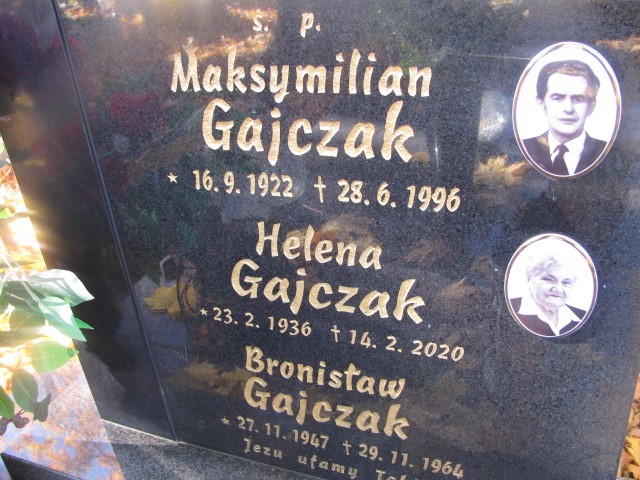 ś. p.
Maksymilian
Gajczak
* 16.9.1922 † 28.6.1996
Helena
Gajczak
* 23.2.1936 † 14.2.2020
Bronisław
Gajczak
* 27.11.1947 † 29.11.1964
Jezu ufamy